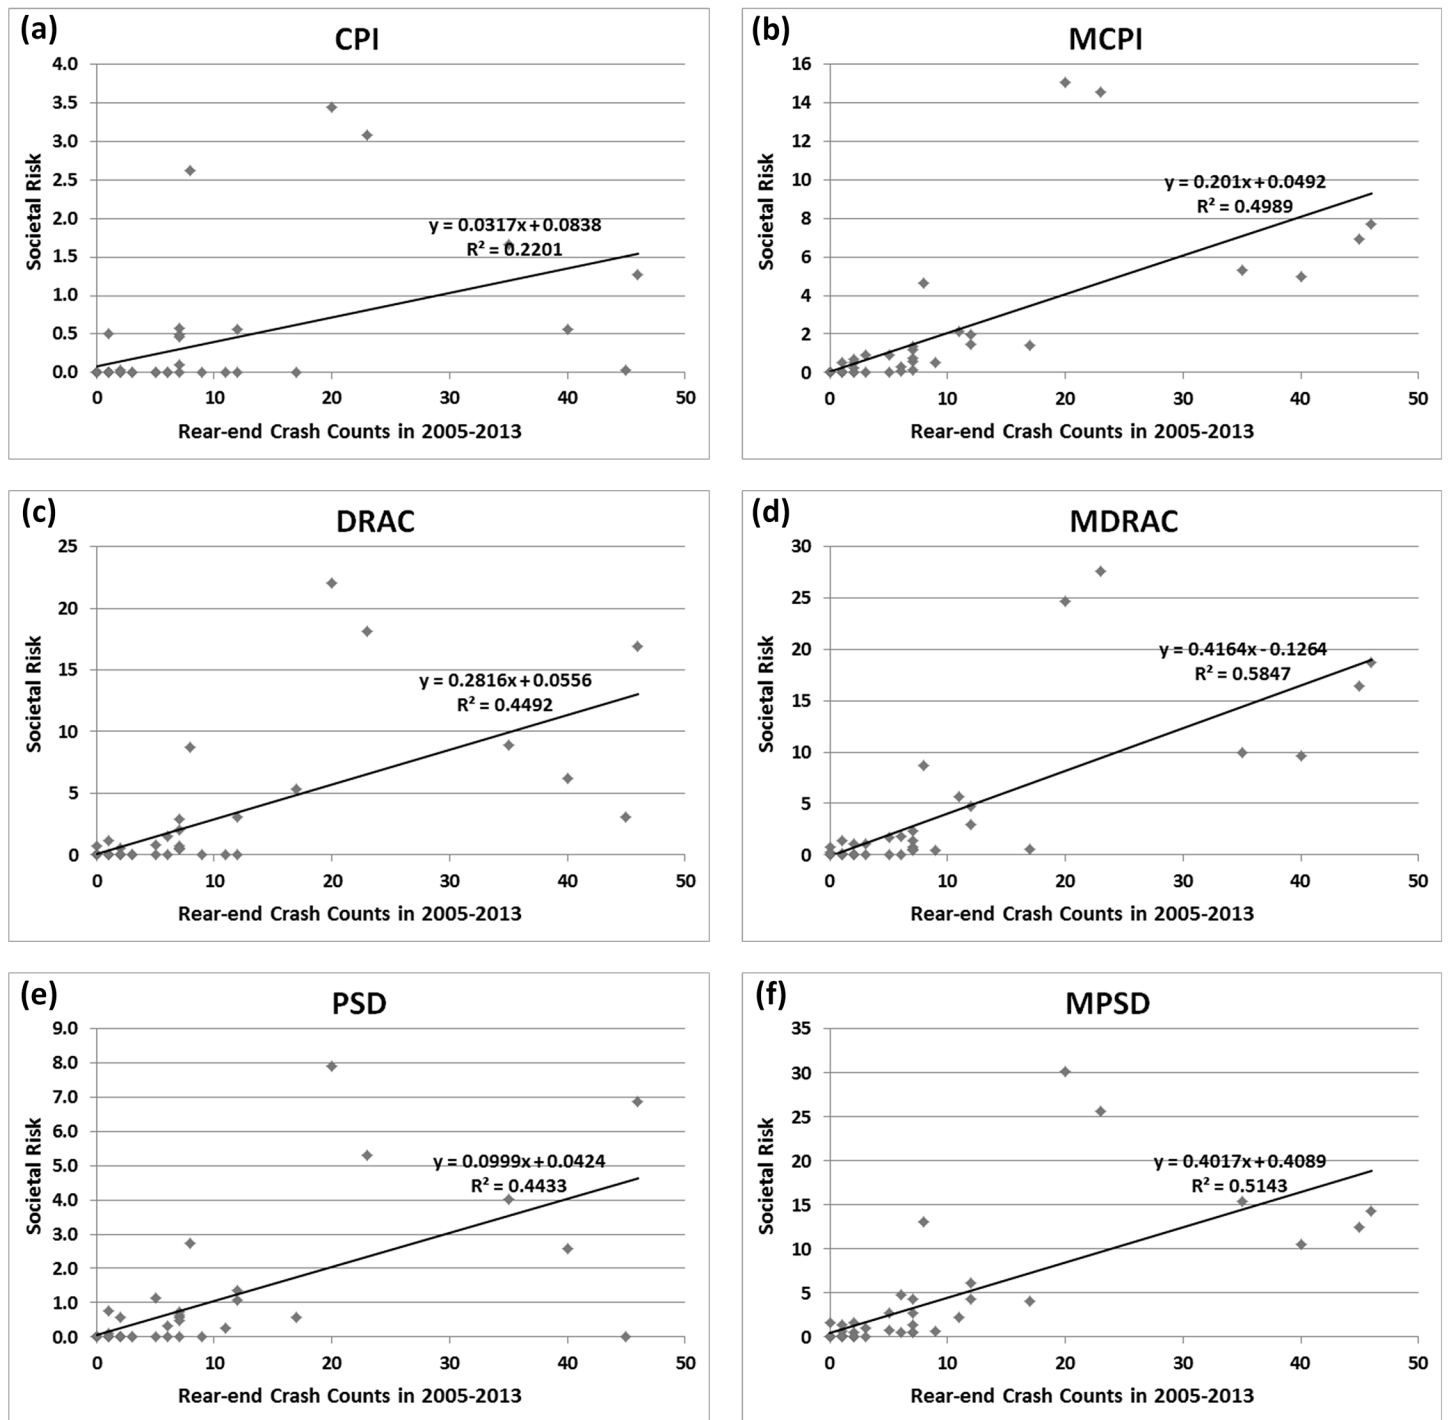 (a)
CPI
4.0
3.5
3.0
2.5
2.0
1.5
1.0
0.5
0.0
Societal Risk
y = 0.0317x + 0.0838
R² = 0.2201
0 10 20 30 40 50
Rear-end Crash Counts in 2005-2013
(b)
MCPI
16
14
12
10
8
6
4
2
0
Societal Risk
y = 0.201x + 0.0492
R² = 0.4989
0 10 20 30 40 50
Rear-end Crash Counts in 2005-2013
(c)
DRAC
25
20
15
10
5
0
Societal Risk
y = 0.2816x + 0.0556
R² = 0.4492
0 10 20 30 40 50
Rear-end Crash Counts in 2005-2013
(d)
MDRAC
30
25
20
15
10
5
0
Societal Risk
y = 0.4164x - 0.1264
R² = 0.5847
0 10 20 30 40 50
Rear-end Crash Counts in 2005-2013
(e)
PSD
9.0
8.0
7.0
6.0
5.0
4.0
3.0
2.0
1.0
0.0
Societal Risk
y = 0.0999x + 0.0424
R² = 0.4433
0 10 20 30 40 50
Rear-end Crash Counts in 2005-2013
(f)
MPSD
35
30
25
20
15
10
5
0
Societal Risk
y = 0.4017x + 0.4089
R² = 0.5143
0 10 20 30 40 50
Rear-end Crash Counts in 2005-2013